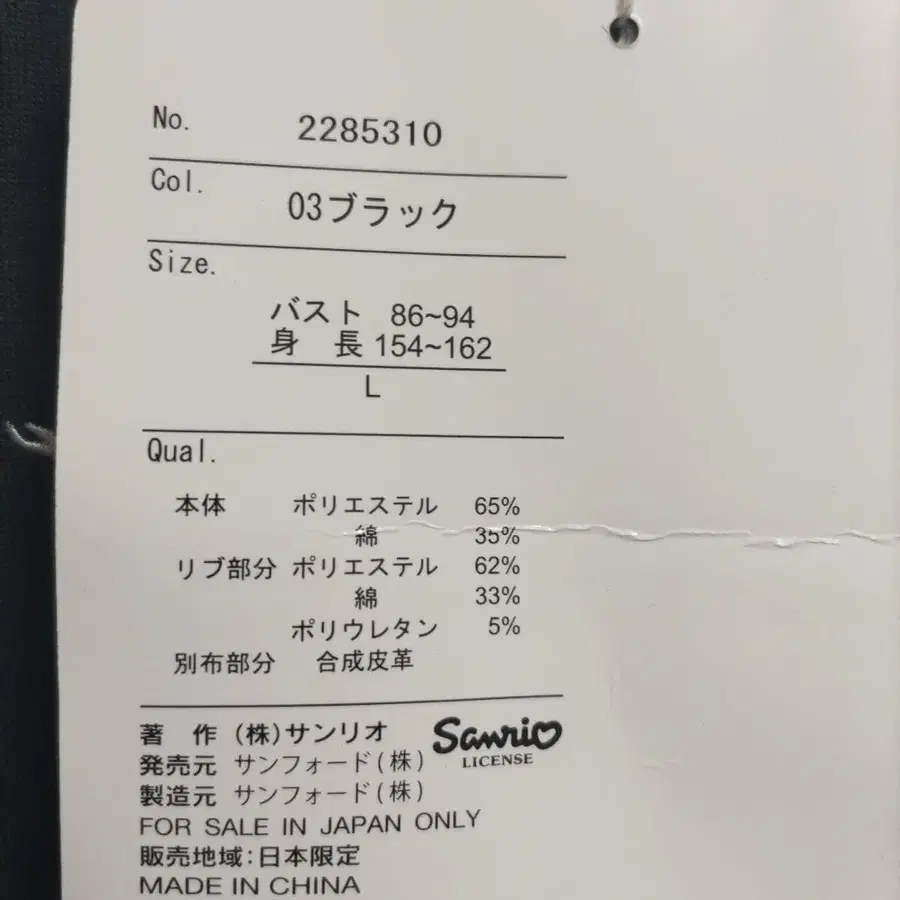 No. 2285310
Col.
03ブラック
Size.
バスト 86~94
身 長 154~162
L
Qual.
本体 ポリエステル 65%
綿 35%
リブ部分 ポリエステル 62%
綿 33%
ポリウレタン 5%
別布部分 合成皮革
著 作 (株)サンリオ
Sanrio
LICENSE
発売元 サンフォード(株)
製造元 サンフォード(株)
FOR SALE IN JAPAN ONLY
販売地域:日本限定
MADE IN CHINA